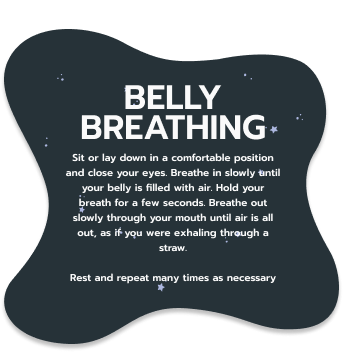 BELLY
BREATHING
Sit or lay down in a comfortable position
and close your eyes. Breathe in slowly until
your belly is filled with air. Hold your
breath for a few seconds. Breathe out
slowly through your mouth until air is all
out, as if you were exhaling through a
straw.
Rest and repeat many times as necessary